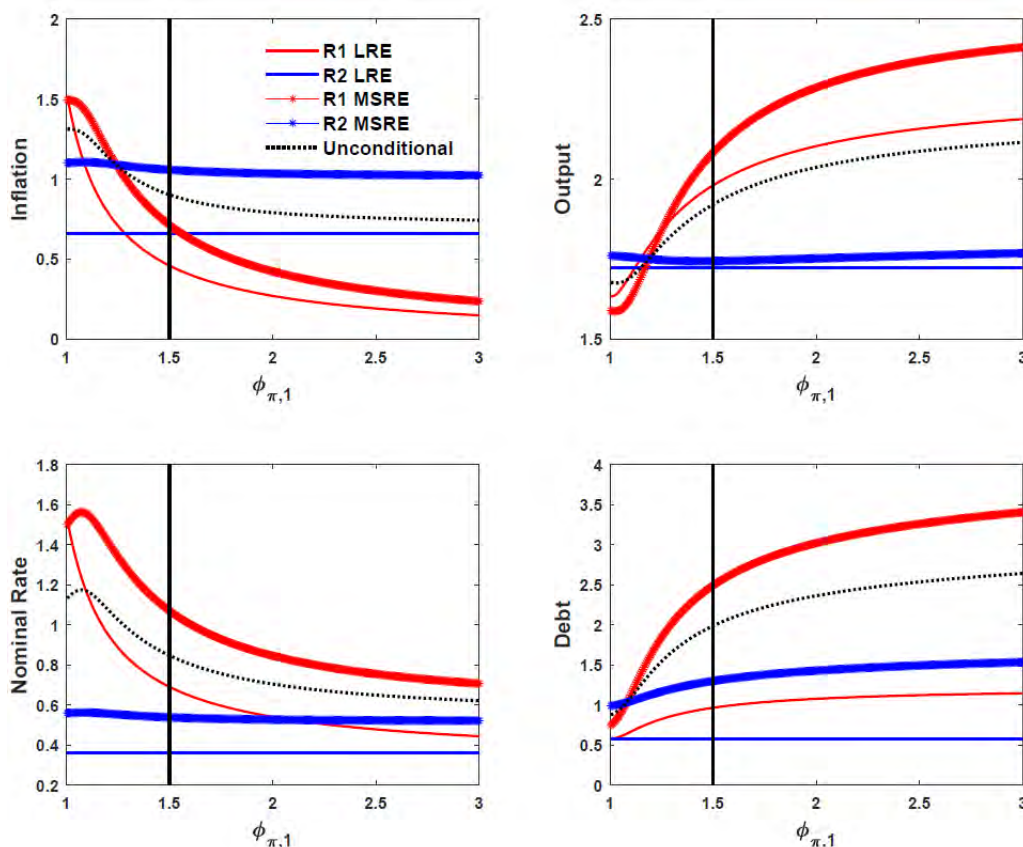 2
1.5
1
0.5
0
Inflation
R1 LRE
R2 LRE
R1 MSRE
R2 MSRE
Unconditional
1 1.5 2 2.5 3
ϕπ,1
2.5
2
1.5
Output
1 1.5 2 2.5 3
ϕπ,1
1.8
1.6
1.4
1.2
1
0.8
0.6
0.4
0.2
Nominal Rate
1 1.5 2 2.5 3
ϕπ,1
4
3.5
3
2.5
2
1.5
1
0.5
0
Debt
1 1.5 2 2.5 3
ϕπ,1